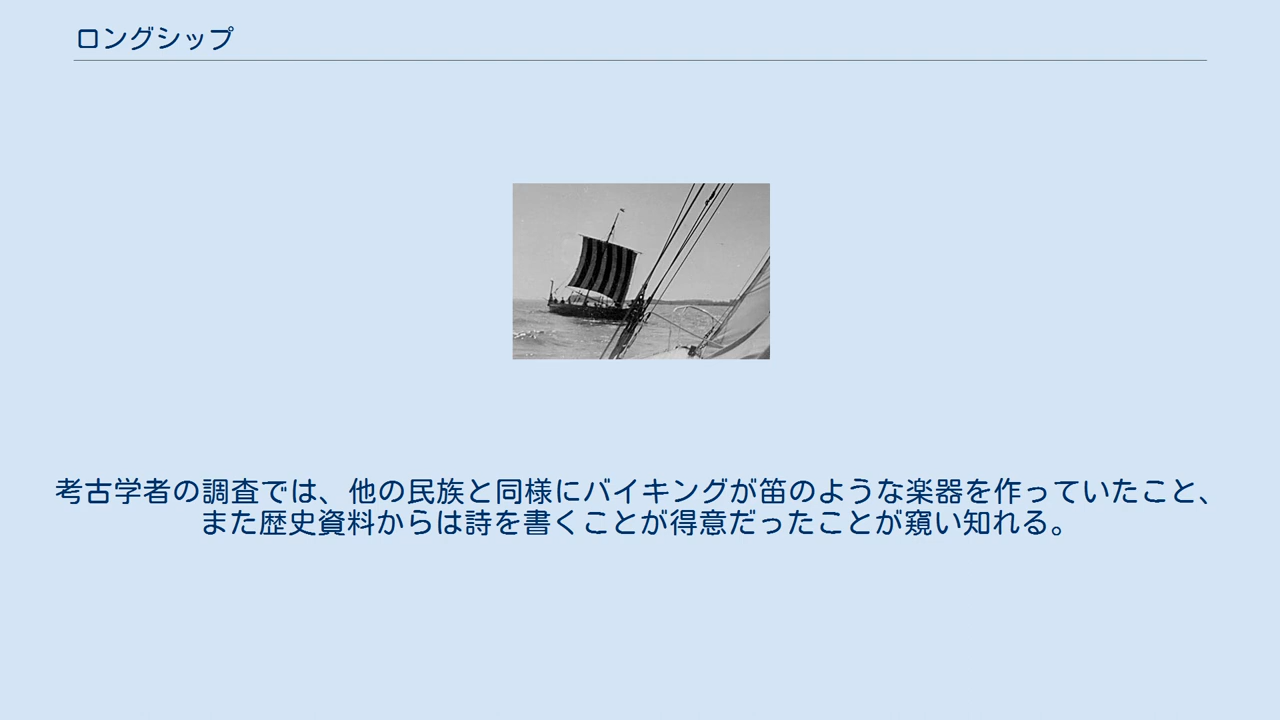 ロングシップ
考古学者の調査では、他の民族と同様にバイキングが笛のような楽器を作っていたこと、
また歴史資料からは詩を書くことが得意だったことが窺い知れる。